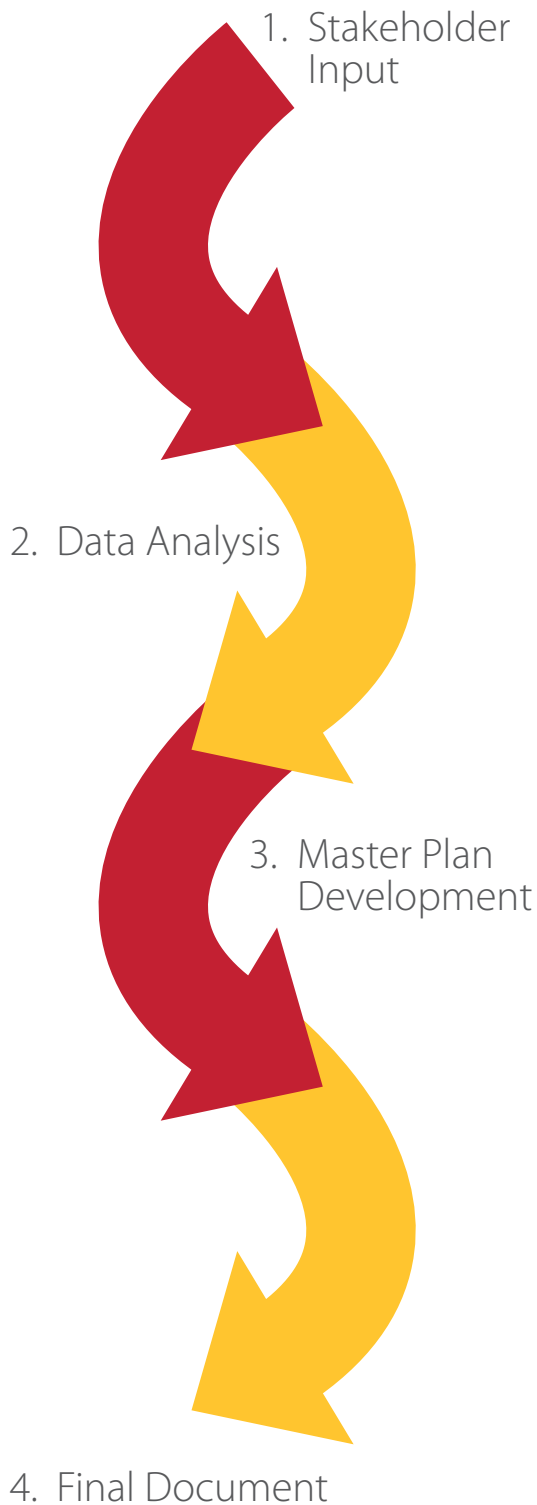 1. Stakeholder
Input
2. Data Analysis
3. Master Plan
Development
4. Final Document